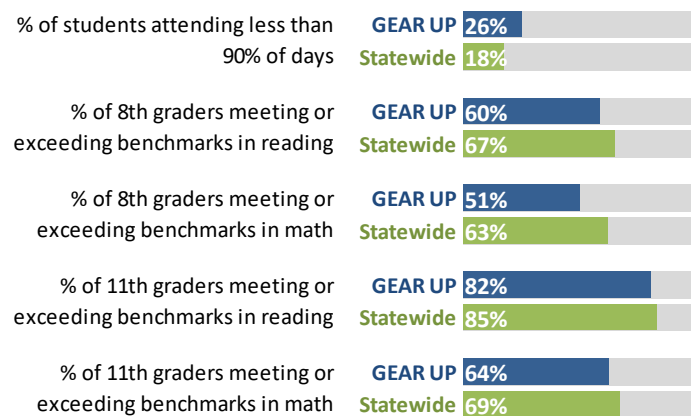 % of students attending less than GEAR UP 26%
90% of days Statewide 18%
% of 8th graders meeting or GEAR UP 60%
exceeding benchmarks in reading Statewide 67%
% of 8th graders meeting or GEAR UP 51%
exceeding benchmarks in math Statewide 63%
% of 11th graders meeting or GEAR UP 82%
exceeding benchmarks in reading Statewide 85%
% of 11th graders meeting or GEAR UP 64%
exceeding benchmarks in math Statewide 69%